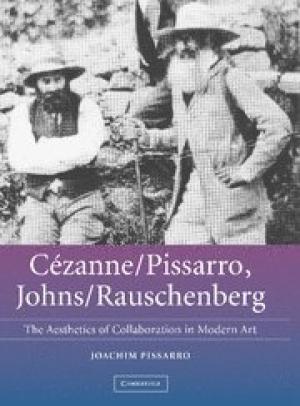 Cézanne/Pissarro,
Johns/Rauschenberg
The Aesthetics of Collaboration in Modern Art
JOACHIM PISSARRO
CAMBRIDGE